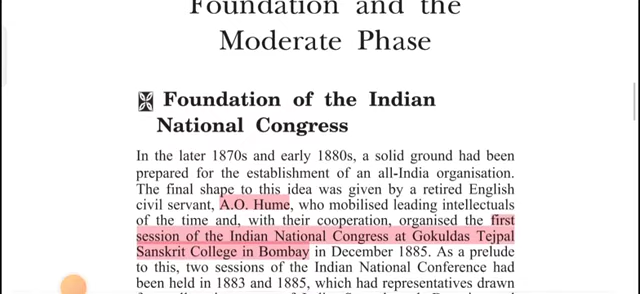 Foundation and the
Moderate Phase
Foundation of the Indian
National Congress
In the later 1870s and early 1880s, a solid ground had been
prepared for the establishment of an all-India organisation.
The final shape to this idea was given by a retired English
civil servant, A.O. Hume, who mobilised leading intellectuals
of the time and, with their cooperation, organised the first
session of the Indian National Congress at Gokuldas Tejpal
Sanskrit College in Bombay in December 1885. As a prelude
to this, two sessions of the Indian National Conference had
been held in 1883 and 1885, which had representatives drawn